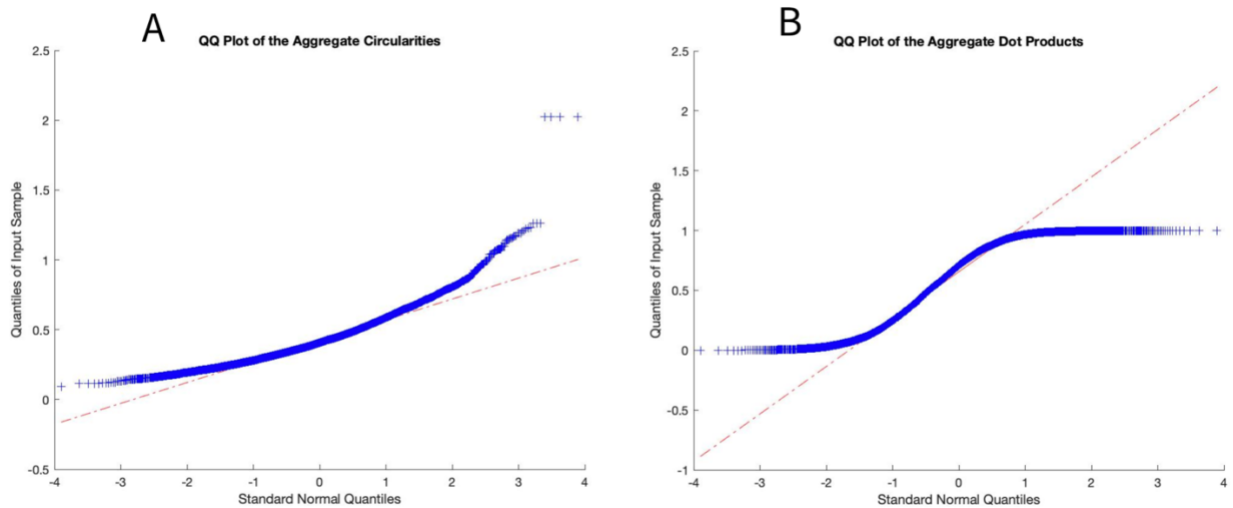 A
QQ Plot of the Aggregate Circularities
2.5
2
1.5
1
0.5
0
-0.5
Quantiles of Input Sample
-4 -3 -2 -1 0 1 2 3 4
Standard Normal Quantiles
B
QQ Plot of the Aggregate Dot Products
2.5
2
1.5
1
0.5
0
-0.5
-1
Quantiles of Input Sample
-4 -3 -2 -1 0 1 2 3 4
Standard Normal Quantiles